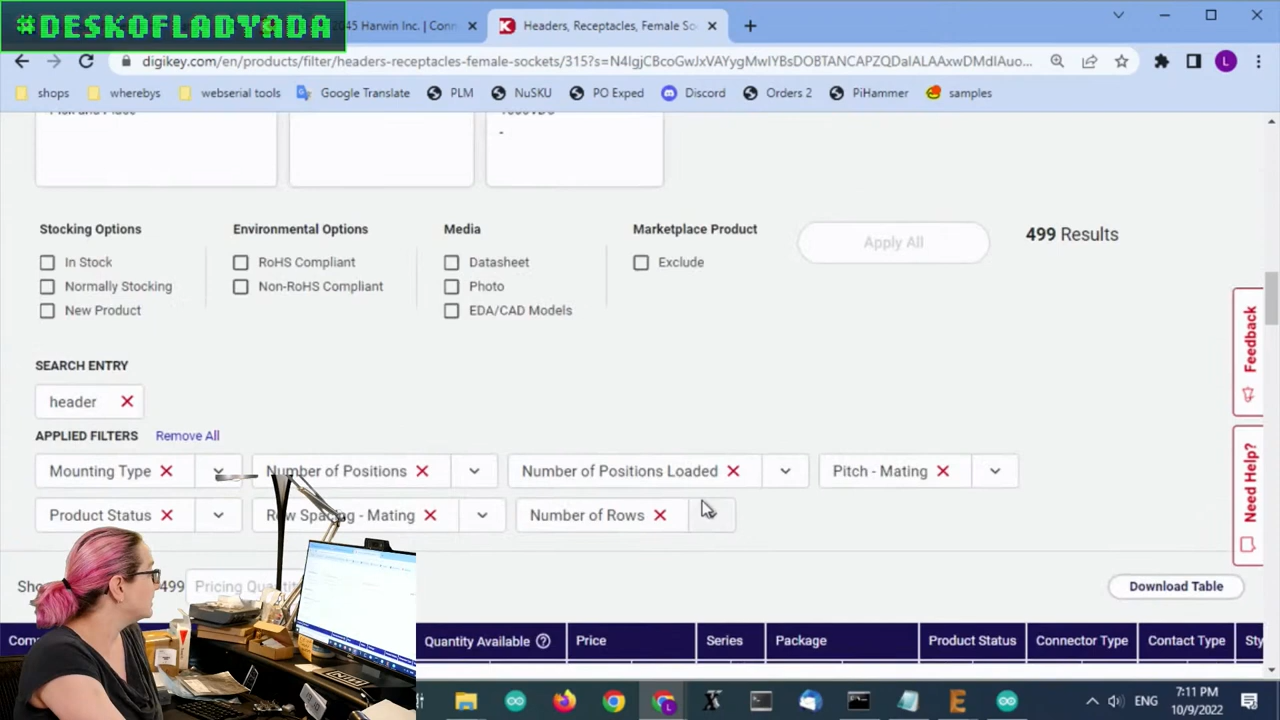 #DESKOFLADYADA
045 Harwin Inc. | Conn
Headers, Receptacles, Female So
digikey.com/en/products/filter/headers-receptacles-female-sockets/315?s=
shops
whereby
webserial tools
Google Translate
PLM
NuSKU
PO Exped
Discord
Orders 2
PiHammer
samples
-
Stocking Options
Environmental Options
Media
Marketplace Product
Apply All
499 Results
In Stock
RoHS Compliant
Datasheet
Exclude
Normally Stocking
Non-RoHS Compliant
Photo
New Product
EDA/CAD Models
SEARCH ENTRY
header
APPLIED FILTERS Remove All
Mounting Type
Number of Positions
Number of Positions Loaded
Pitch - Mating
Product Status
Row Spacing - Mating
Number of Rows
499
Pricing
Download Table
Quantity Available
Price
Series
Package
Product Status
Connector Type
Contact Type
Feedback
Need Help?
ENG
7:11 PM
10/9/2022